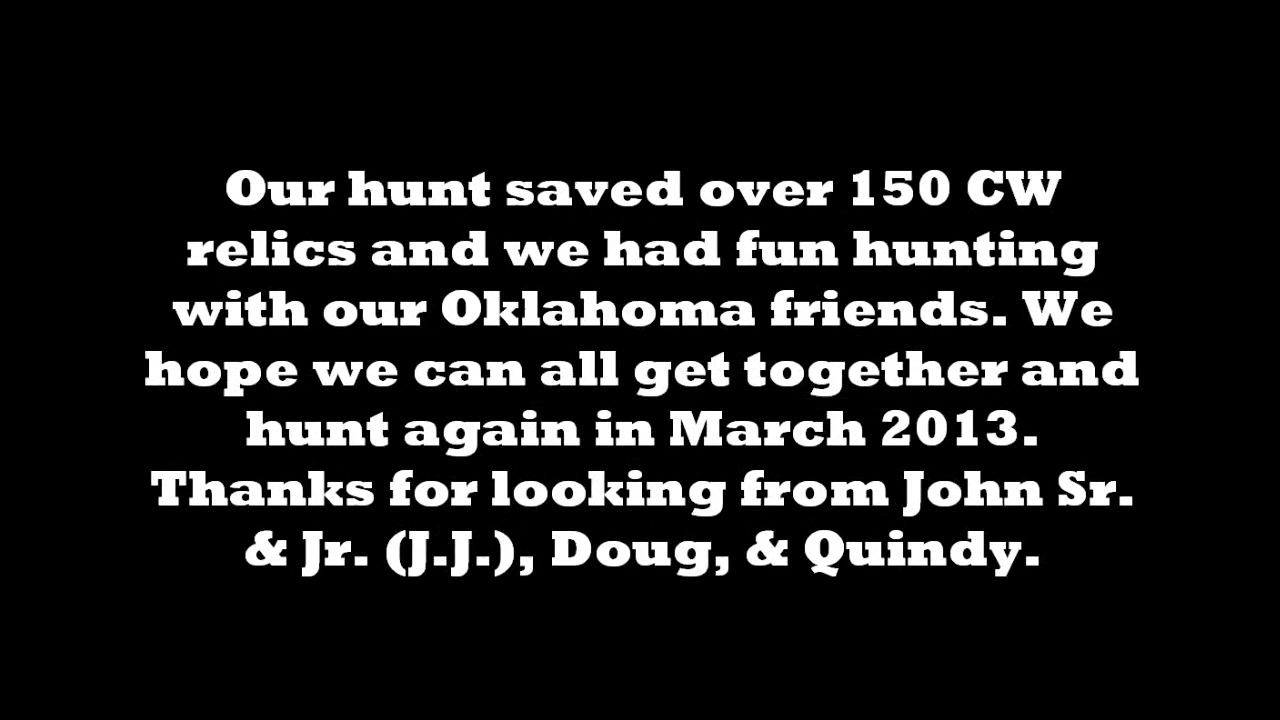 Our hunt saved over 150 CW
relics and we had fun hunting
with our Oklahoma friends. We
hope we can all get together and
hunt again in March 2013.
Thanks for looking from John Sr.
& Jr. (J.J.), Doug, & Quindy.